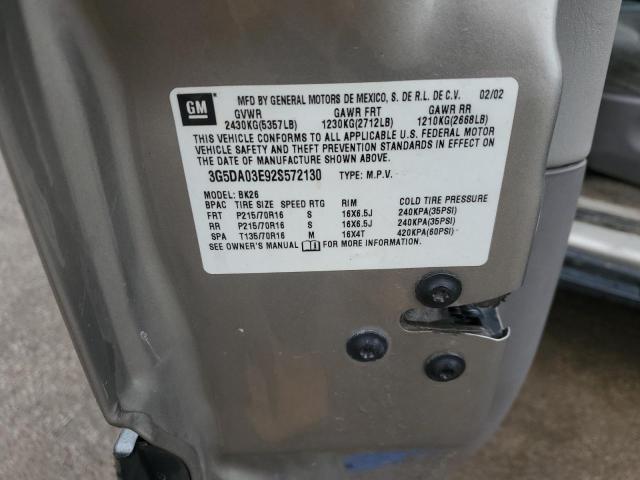 GM
MFD BY GENERAL MOTORS DE MEXICO, S. DE R.L. DE C.V. 02/02
GVWR GAWR FRT GAWR RR
2430KG(5357LB) 1230KG(2712LB) 1210KG(2668LB)
THIS VEHICLE CONFORMS TO ALL APPLICABLE U.S. FEDERAL MOTOR
VEHICLE SAFETY AND THEFT PREVENTION STANDARDS IN EFFECT ON
THE DATE OF MANUFACTURE SHOWN ABOVE.
3G5DA03E92S572130 TYPE: M.P.V.
MODEL: BK26
BPAC TIRE SIZE SPEED RTG RIM COLD TIRE PRESSURE
FRT P215/70R16 S 16X6.5J 240KPA(35PSI)
RR P215/70R16 S 16X6.5J 240KPA(35PSI)
SPA T135/70R16 M 16X4T 420KPA(60PSI)
SEE OWNER'S MANUAL FOR MORE INFORMATION